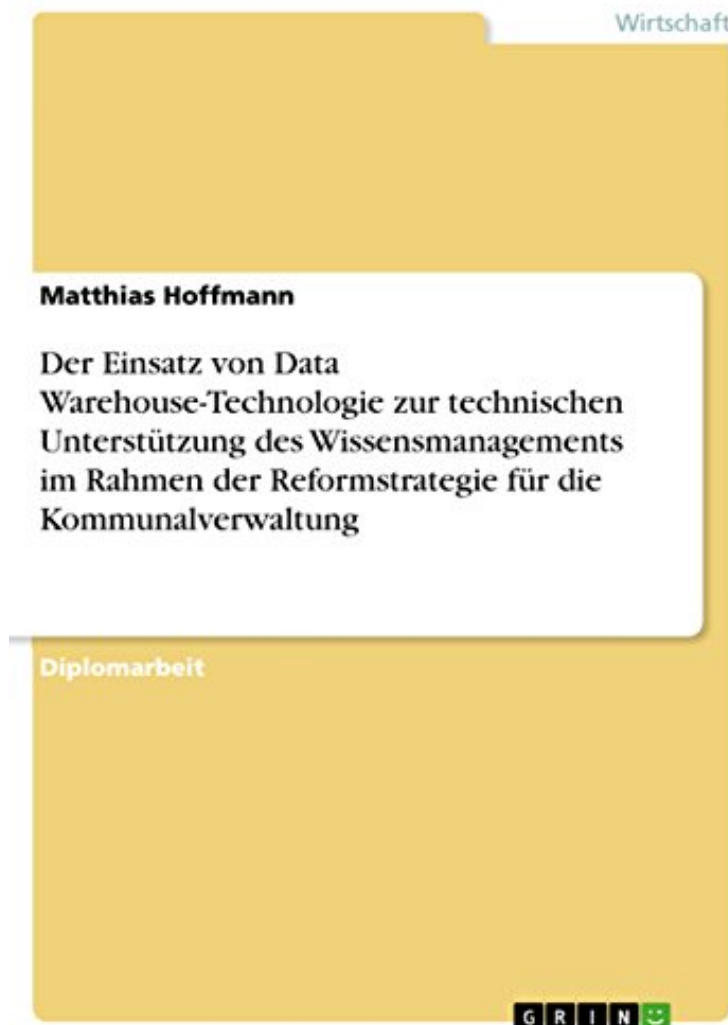 Wirtschaft
Matthias Hoffmann
Der Einsatz von Data
Warehouse-Technologie zur technischen
Unterstützung des Wissensmanagements
im Rahmen der Reformstrategie für die
Kommunalverwaltung
Diplomarbeit
GRIN